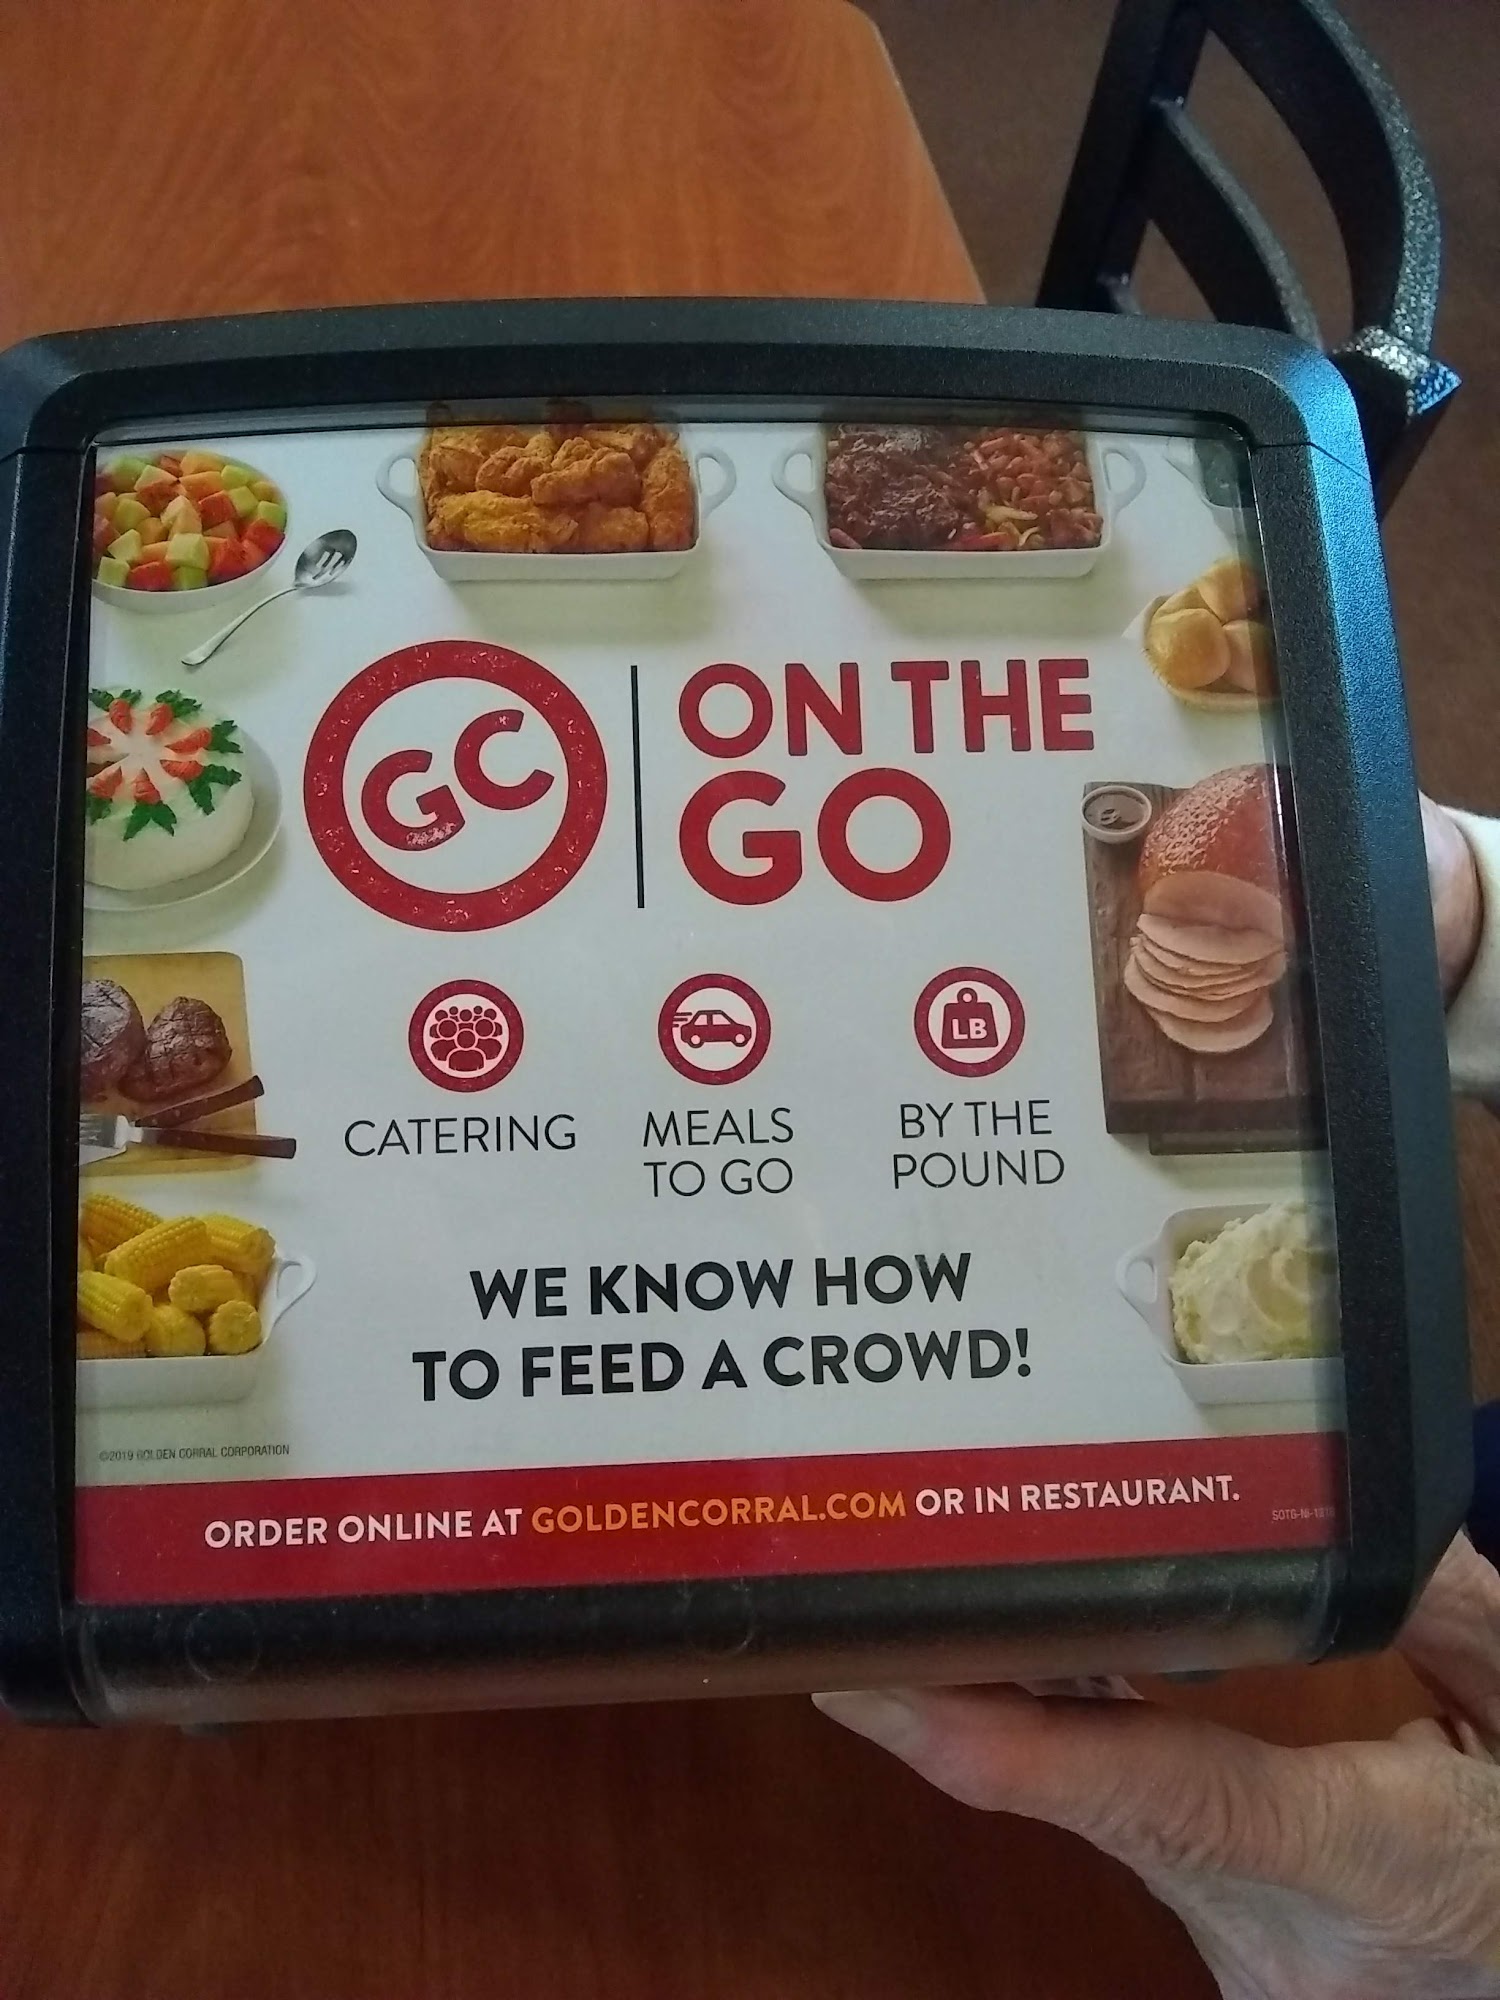 GC
ON THE
GO
LB
CATERING
MEALS
TO GO
BY THE
POUND
WE KNOW HOW
TO FEED A CROWD!
©2019 GOLDEN CORRAL CORPORATION
ORDER ONLINE AT GOLDENCORRAL.COM OR IN RESTAURANT.